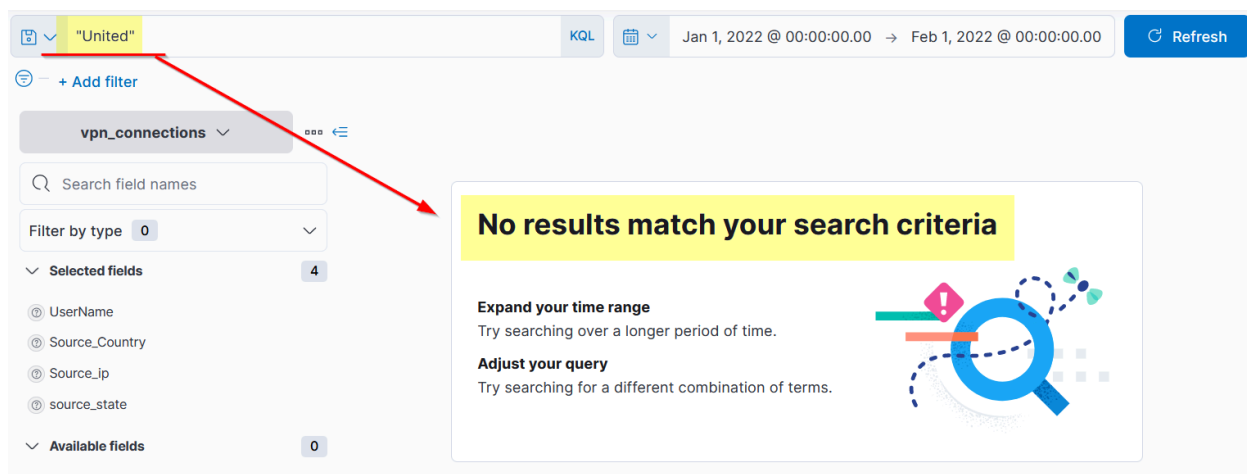 "United" KQL Jan 1, 2022 @ 00:00:00.00 → Feb 1, 2022 @ 00:00:00.00 Refresh
+ Add filter
vpn_connections
Search field names
Filter by type 0
Selected fields 4
UserName
Source_Country
Source_ip
source_state
Available fields 0
No results match your search criteria
Expand your time range
Try searching over a longer period of time.
Adjust your query
Try searching for a different combination of terms.